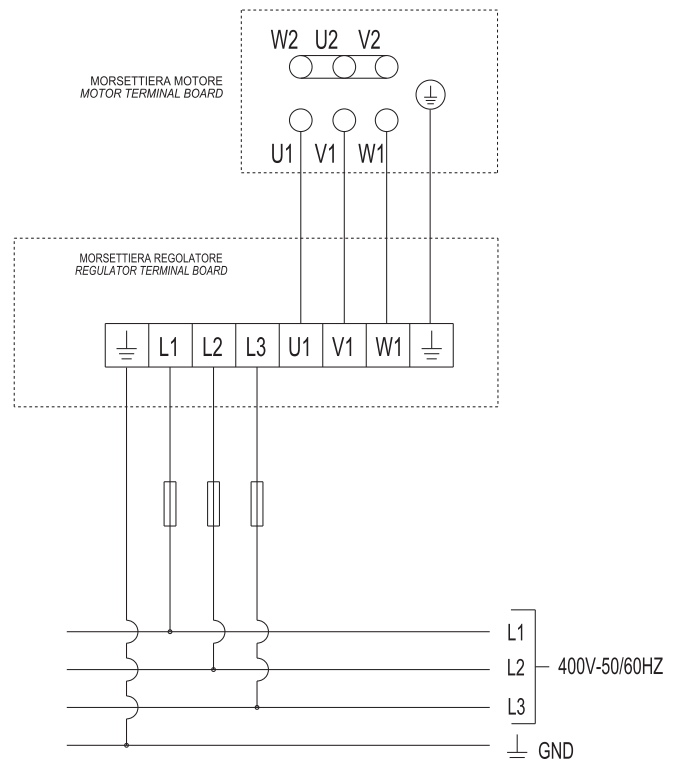 W2 U2 V2
MORSETTIERA MOTORE
MOTOR TERMINAL BOARD
U1 V1 W1
MORSETTIERA REGOLATORE
REGULATOR TERMINAL BOARD
L1 L2 L3 U1 V1 W1
L1
L2 400V-50/60HZ
L3
GND